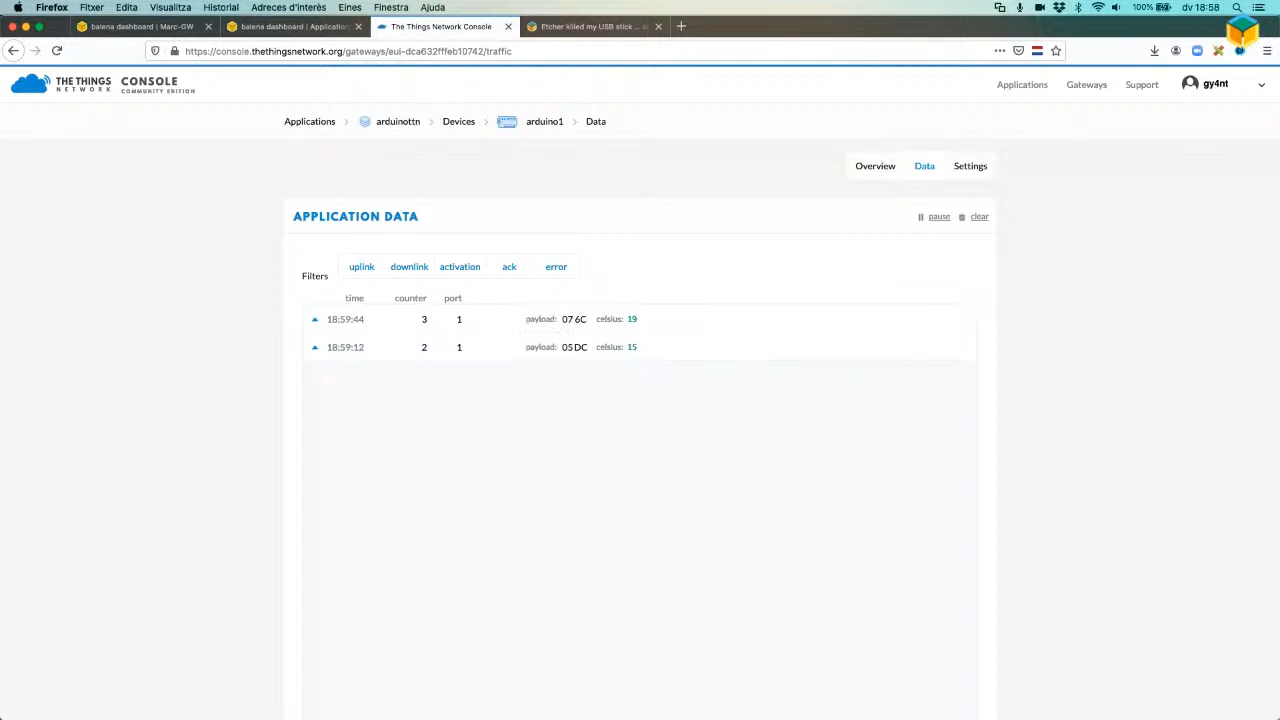 Firefox Fitxer Edita Visualitza Historial Adreces d'interès Eines Finestra Ajuda 100% dv 18:58
balena dashboard | Marc-GW balena dashboard | Application The Things Network Console Etcher killed my USB stick ...
https://console.thethingsnetwork.org/gateways/eui-dca632fffeb10742/traffic
THE THINGS NETWORK CONSOLE COMMUNITY EDITION Applications Gateways Support gy4nt
Applications arduinottn Devices arduino1 Data
Overview Data Settings
APPLICATION DATA pause clear
Filters uplink downlink activation ack error
time counter port
18:59:44 3 1 payload: 07 6C celsius: 19
18:59:12 2 1 payload: 05 DC celsius: 15